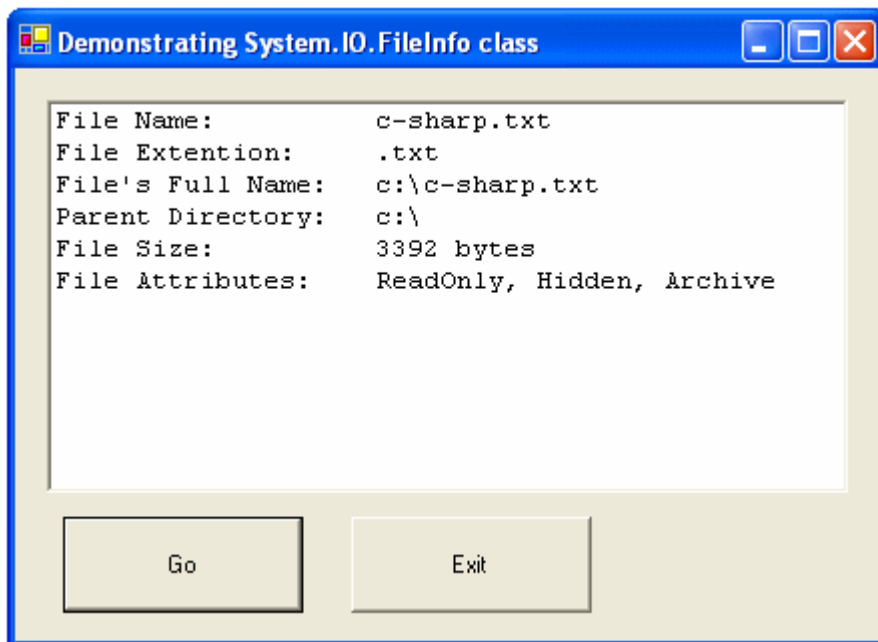 Demonstrating System.IO.FileInfo class
File Name: c-sharp.txt
File Extention: .txt
File's Full Name: c:\c-sharp.txt
Parent Directory: c:\
File Size: 3392 bytes
File Attributes: ReadOnly, Hidden, Archive
Go
Exit